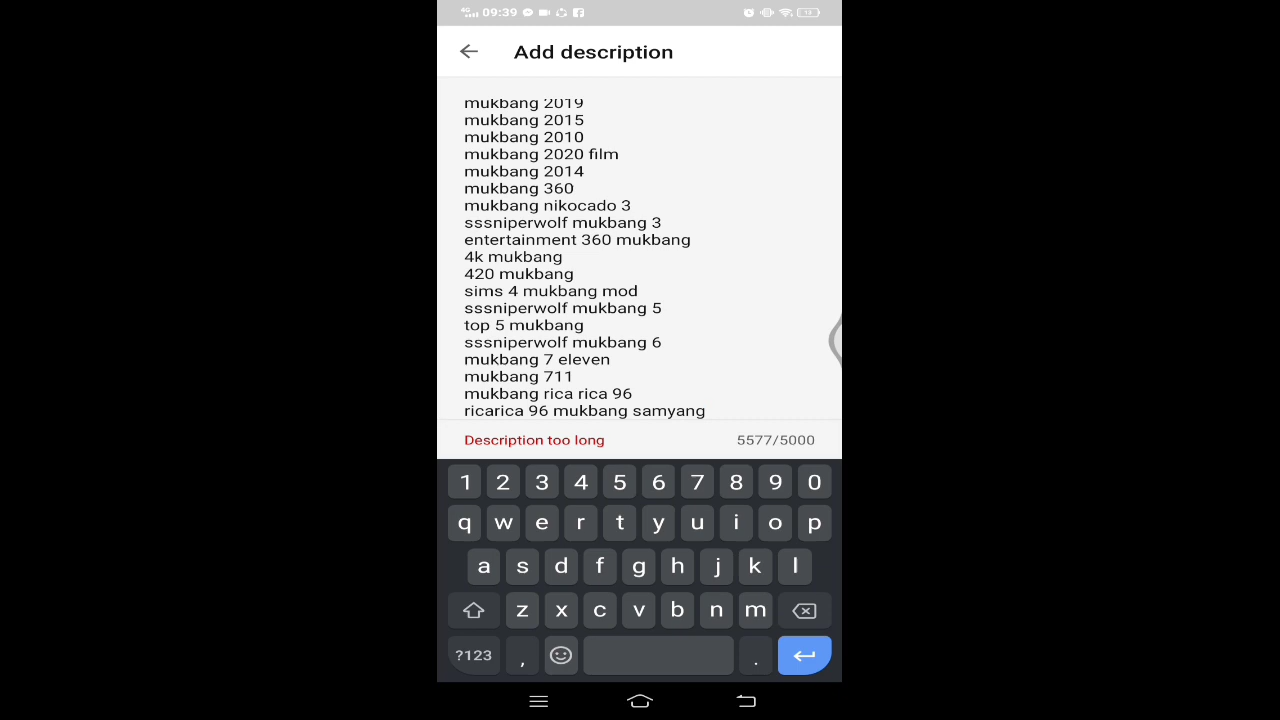 4G 09:39 13
Add description
mukbang 2019
mukbang 2015
mukbang 2010
mukbang 2020 film
mukbang 2014
mukbang 360
mukbang nikocado 3
sssniperwolf mukbang 3
entertainment 360 mukbang
4k mukbang
420 mukbang
sims 4 mukbang mod
sssniperwolf mukbang 5
top 5 mukbang
sssniperwolf mukbang 6
mukbang 7 eleven
mukbang 711
mukbang rica rica 96
ricarica 96 mukbang samyang
Description too long 5577/5000
1 2 3 4 5 6 7 8 9 0
q w e r t y u i o p
a s d f g h j k l
z x c v b n m
?123 , .